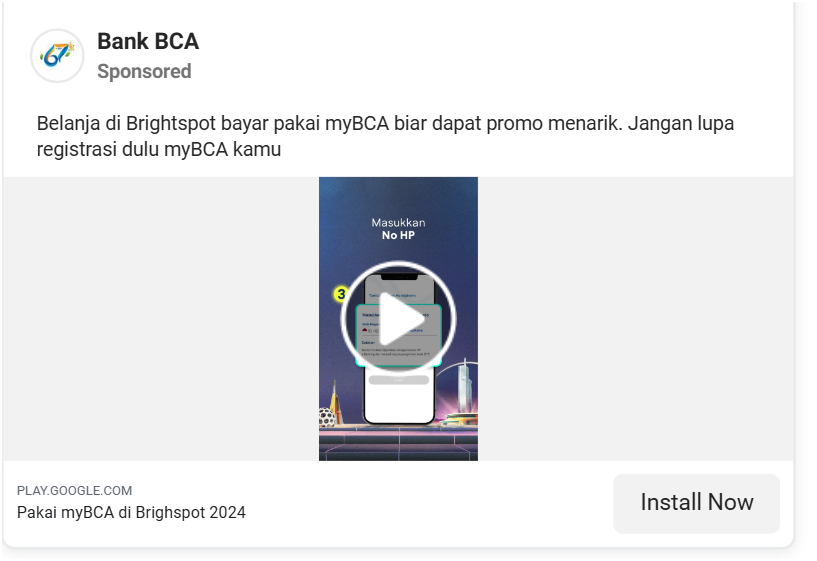 67
Bank BCA
Sponsored
Belanja di Brightspot bayar pakai myBCA biar dapat promo menarik. Jangan lupa
registrasi dulu myBCA kamu
Masukkan
No HP
3
PLAY.GOOGLE.COM
Pakai myBCA di Brighspot 2024
Install Now